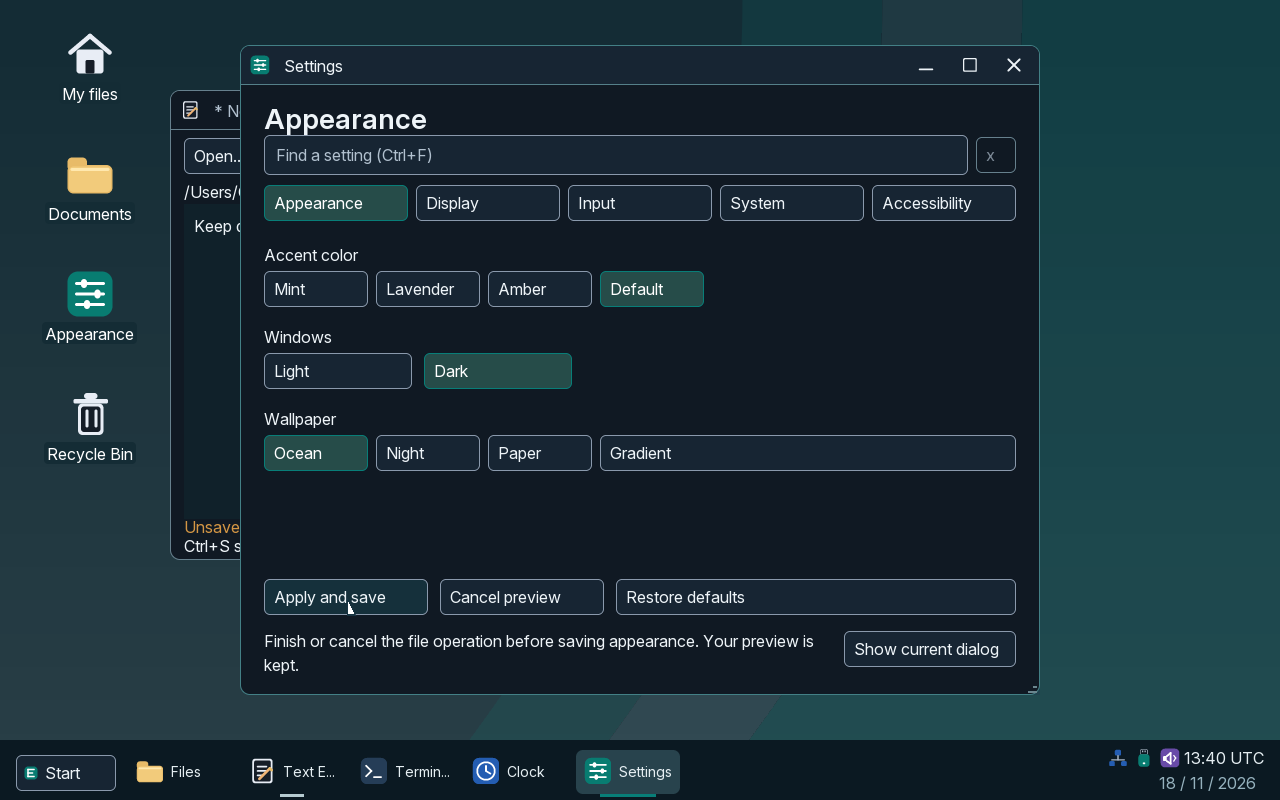 My files
Documents
Appearance
Recycle Bin
* N
Open..
/Users/
Keep
Unsave
Ctrl+S s
Settings
Appearance
Find a setting (Ctrl+F)
x
Appearance
Display
Input
System
Accessibility
Accent color
Mint
Lavender
Amber
Default
Windows
Light
Dark
Wallpaper
Ocean
Night
Paper
Gradient
Apply and save
Cancel preview
Restore defaults
Finish or cancel the file operation before saving appearance. Your preview is
kept.
Show current dialog
Start
Files
Text E...
Termin...
Clock
Settings
13:40 UTC
18 / 11 / 2026